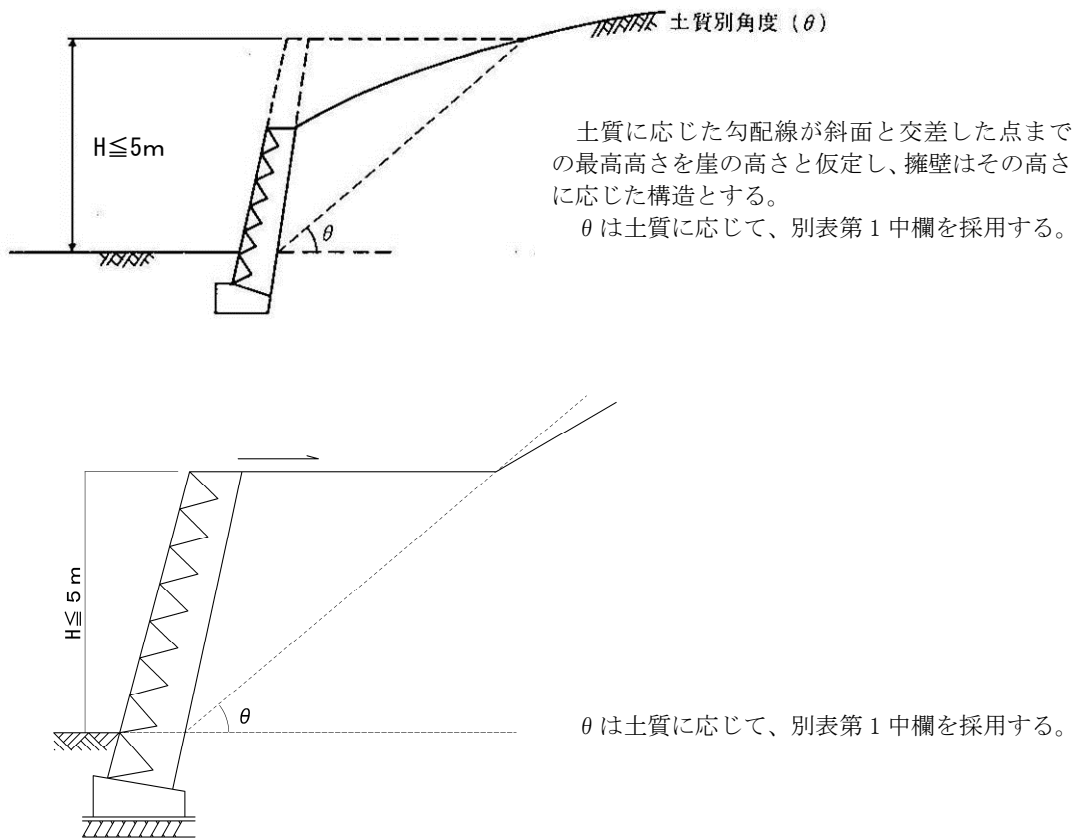 土質別角度(θ)
H≦5m
土質に応じた勾配線が斜面と交差した点まで
の最高高さを崖の高さと仮定し、擁壁はその高さ
に応じた構造とする。
θは土質に応じて、別表第1中欄を採用する。
θ
H≦5m
θ
θは土質に応じて、別表第1中欄を採用する。